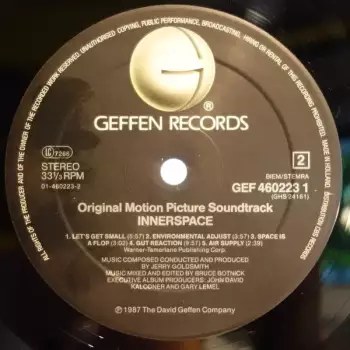 ALL RIGHTS OF THE PRODUCER AND OF THE OWNER OF THE RECORDED WORK RESERVED. UNAUTHORISED COPYING, PUBLIC PERFORMANCE, BROADCASTING, HIRING OR RENTAL OF THIS RECORD PROHIBITED. MADE IN HOLLAND. DISTRIBUTION CBS RECORDS
G
®
GEFFEN RECORDS
LC 7266
STEREO
33⅓ RPM
01-460223-2
2
BIEM/STEMRA
GEF 460223 1
(GHS 24161)
Original Motion Picture Soundtrack
INNERSPACE
1. LET'S GET SMALL (8:57) 2. ENVIRONMENTAL ADJUST (3:57) 3. SPACE IS
A FLOP (3:02) 4. GUT REACTION (9:57) 5. AIR SUPPLY (2:39)
Warner-Tamerlane Publishing Corp.
MUSIC COMPOSED CONDUCTED AND PRODUCED
BY JERRY GOLDSMITH
MUSIC MIXED AND EDITED BY BRUCE BOTNICK
EXECUTIVE ALBUM PRODUCERS: JOHN DAVID
KALODNER AND GARY LEMEL
℗ 1987 The David Geffen Company